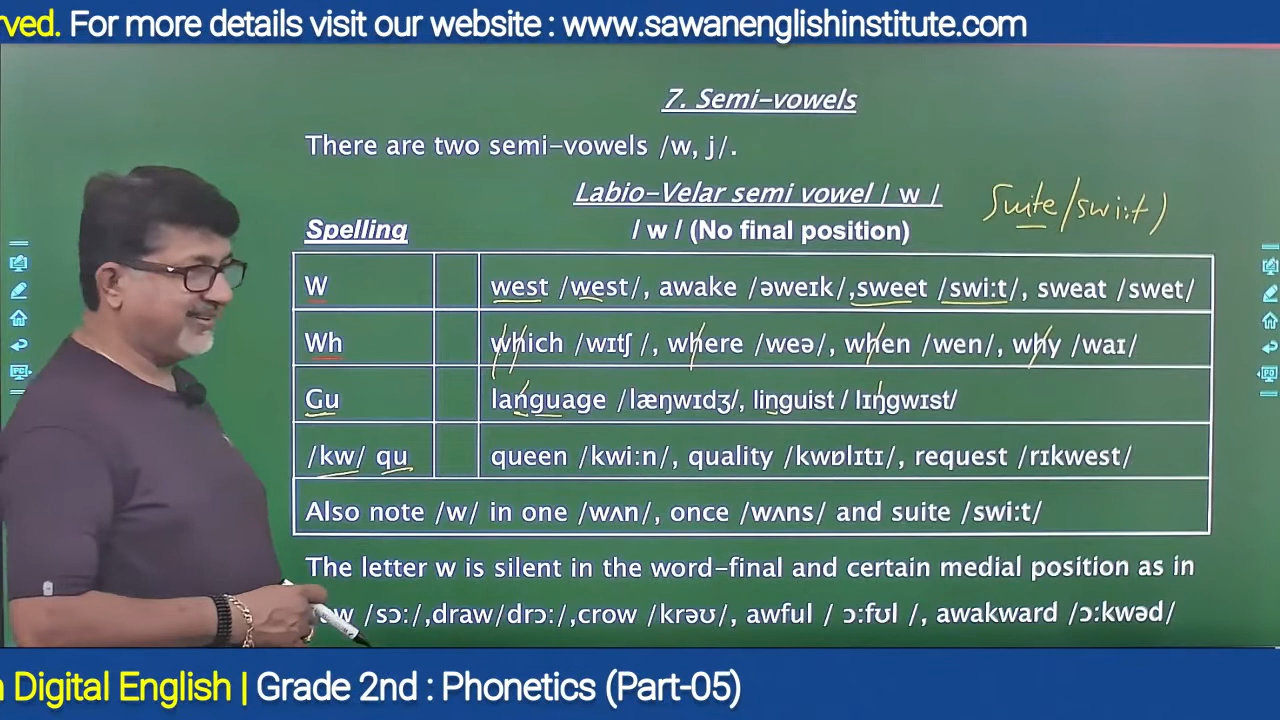 rved. For more details visit our website : www.sawanenglishinstitute.com
7. Semi-vowels
There are two semi-vowels /w, j/.
Labio-Velar semi vowel / w /
suite/swi:t)
Spelling
/ w / (No final position)
W
west /west/, awake /əweɪk/,sweet /swi:t/, sweat /swet/
Wh
which /wɪtʃ /, where /weə/, when /wen/, why /waɪ/
Gu
language /læŋwɪdʒ/, linguist / lɪŋgwɪst/
/kw/ qu
queen /kwi:n/, quality /kwɒlɪtɪ/, request /rɪkwest/
Also note /w/ in one /wʌn/, once /wʌns/ and suite /swi:t/
The letter w is silent in the word-final and certain medial position as in
/sɔ:/,draw/drɔ:/,crow /krəʊ/, awful / ɔ:fʊl /, awakward /ɔ:kwəd/
n Digital English | Grade 2nd : Phonetics (Part-05)